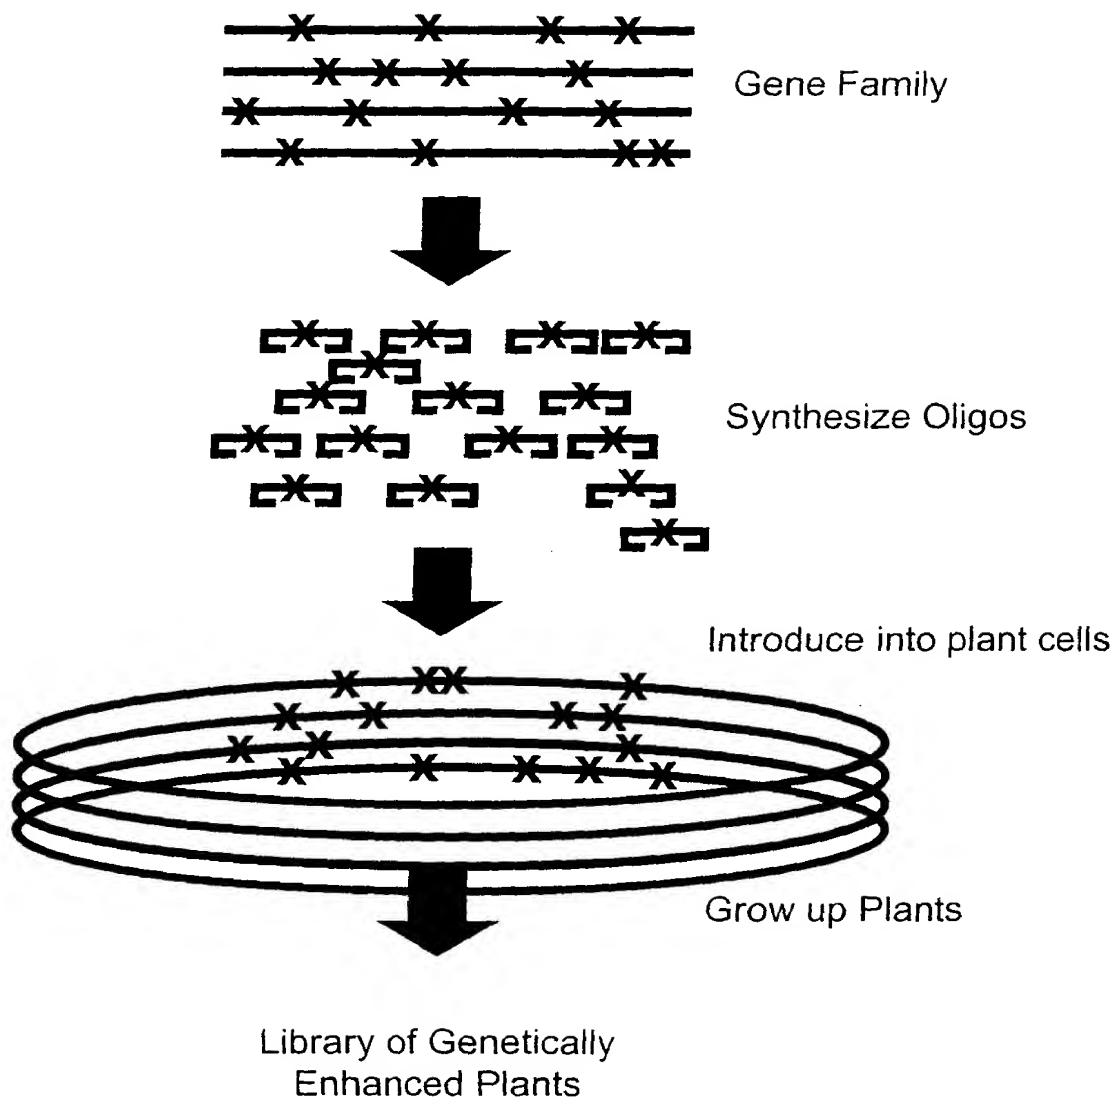 Gene Family
Synthesize Oligos
Introduce into plant cells
Grow up Plants
Library of Genetically
Enhanced Plants